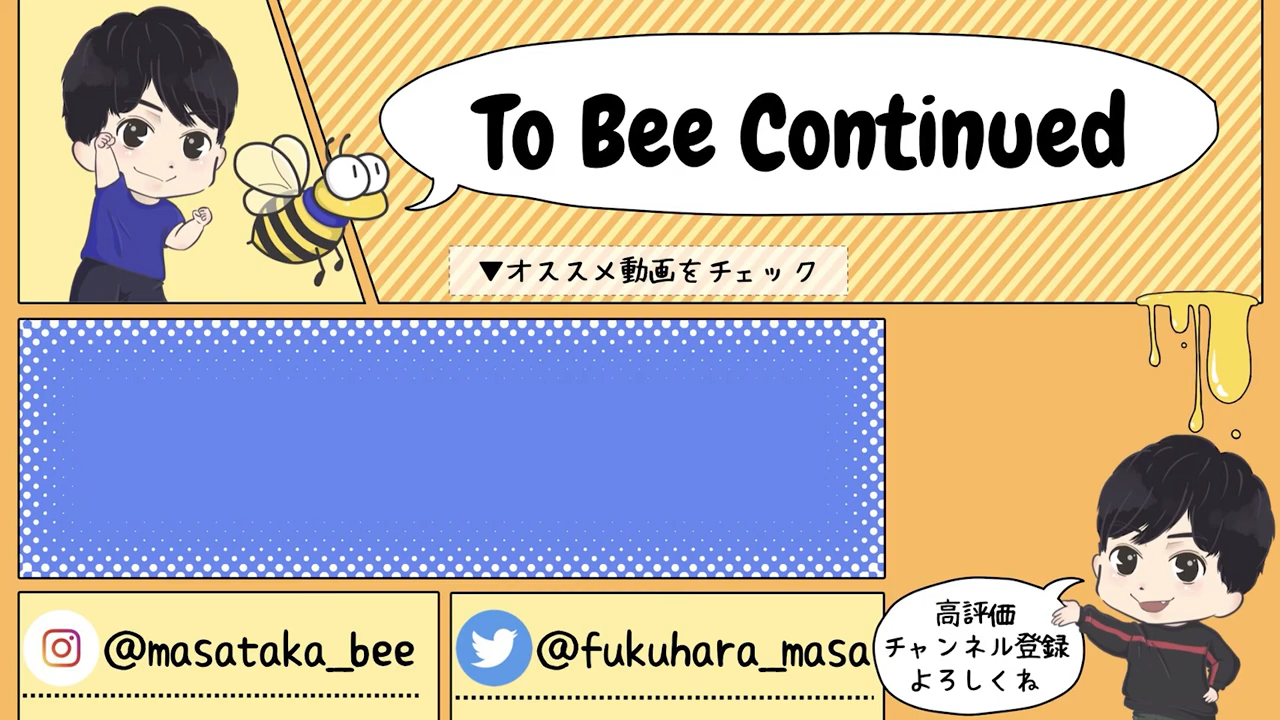 To Bee Continued
▼オススメ動画をチェック
@masataka_bee
@fukuhara_masa
高評価
チャンネル登録
よろしくね